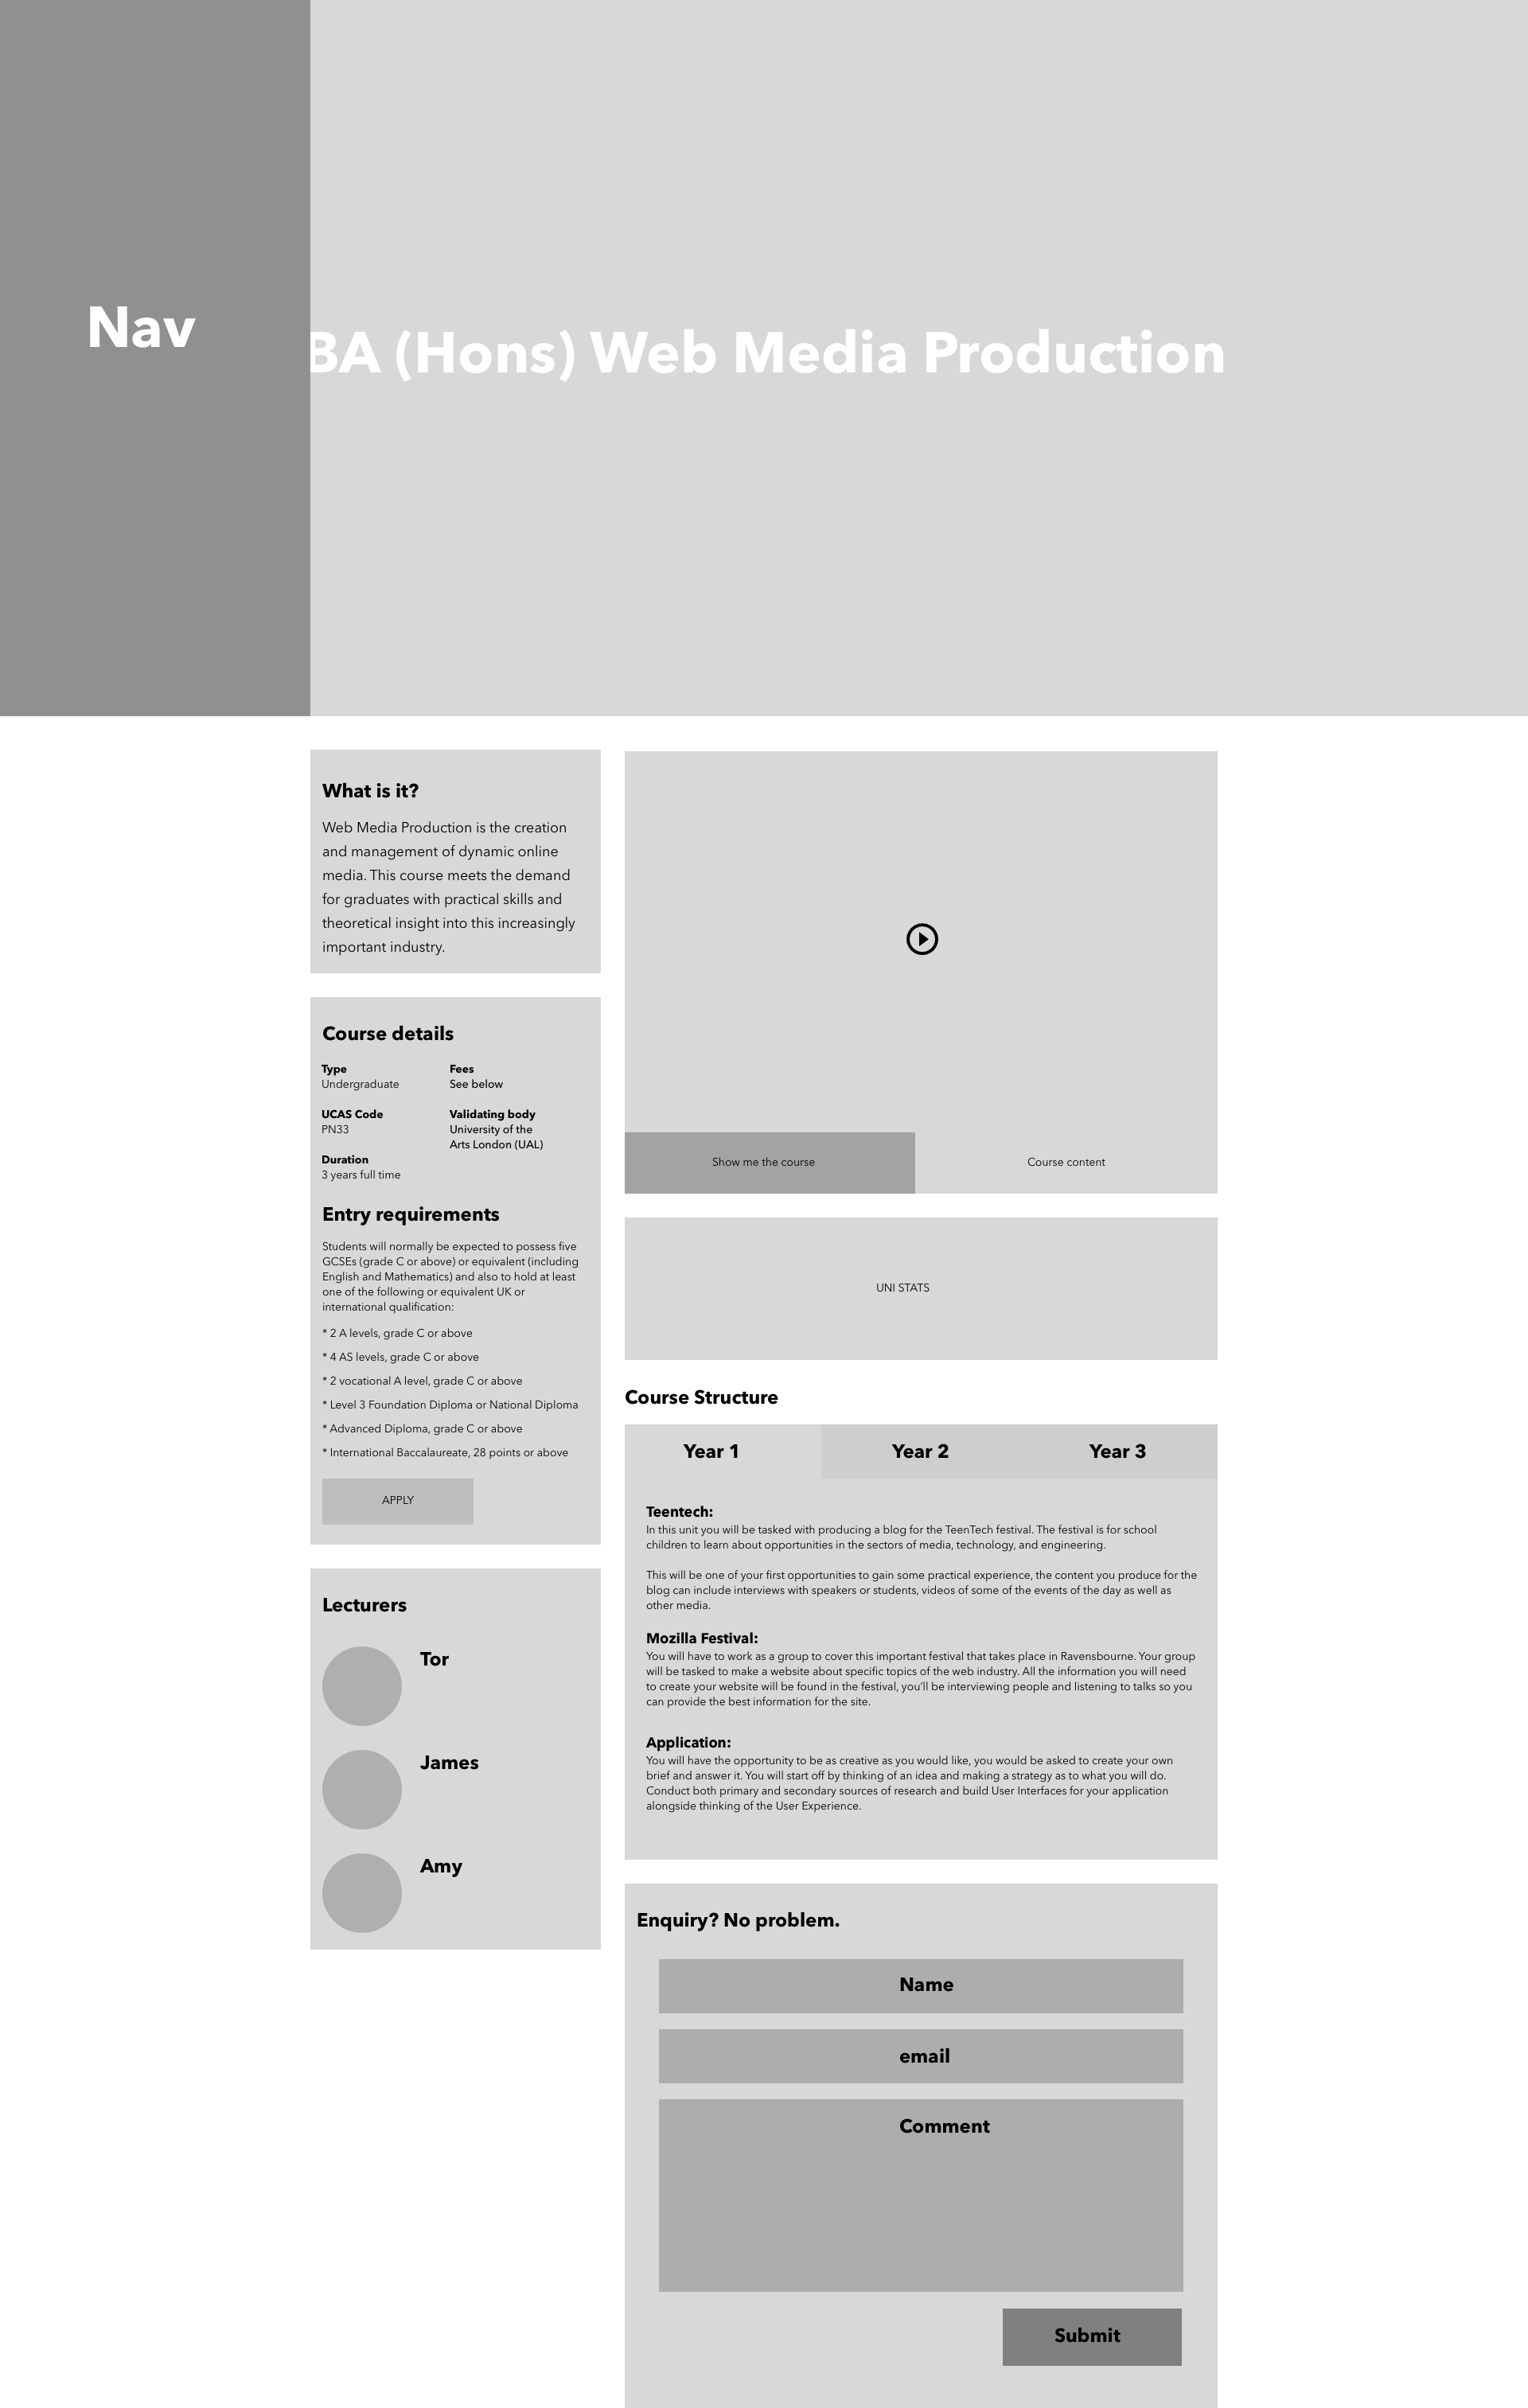 Nav
BA (Hons) Web Media Production
What is it?
Web Media Production is the creation
and management of dynamic online
media. This course meets the demand
for graduates with practical skills and
theoretical insight into this increasingly
important industry.
Course details
Type
Undergraduate
UCAS Code
PN33
Duration
3 years full time
Fees
See below
Validating body
University of the
Arts London (UAL)
Entry requirements
Students will normally be expected to possess five
GCSEs (grade C or above) or equivalent (including
English and Mathematics) and also to hold at least
one of the following or equivalent UK or
international qualification:
* 2 A levels, grade C or above
* 4 AS levels, grade C or above
* 2 vocational A level, grade C or above
* Level 3 Foundation Diploma or National Diploma
* Advanced Diploma, grade C or above
* International Baccalaureate, 28 points or above
APPLY
Lecturers
Tor
James
Amy
Show me the course
Course content
UNI STATS
Course Structure
Year 1
Year 2
Year 3
Teentech:
In this unit you will be tasked with producing a blog for the TeenTech festival. The festival is for school
children to learn about opportunities in the sectors of media, technology, and engineering.
This will be one of your first opportunities to gain some practical experience, the content you produce for the
blog can include interviews with speakers or students, videos of some of the events of the day as well as
other media.
Mozilla Festival:
You will have to work as a group to cover this important festival that takes place in Ravensbourne. Your group
will be tasked to make a website about specific topics of the web industry. All the information you will need
to create your website will be found in the festival, you'll be interviewing people and listening to talks so you
can provide the best information for the site.
Application:
You will have the opportunity to be as creative as you would like, you would be asked to create your own
brief and answer it. You will start off by thinking of an idea and making a strategy as to what you will do.
Conduct both primary and secondary sources of research and build User Interfaces for your application
alongside thinking of the User Experience.
Enquiry? No problem.
Name
email
Comment
Submit